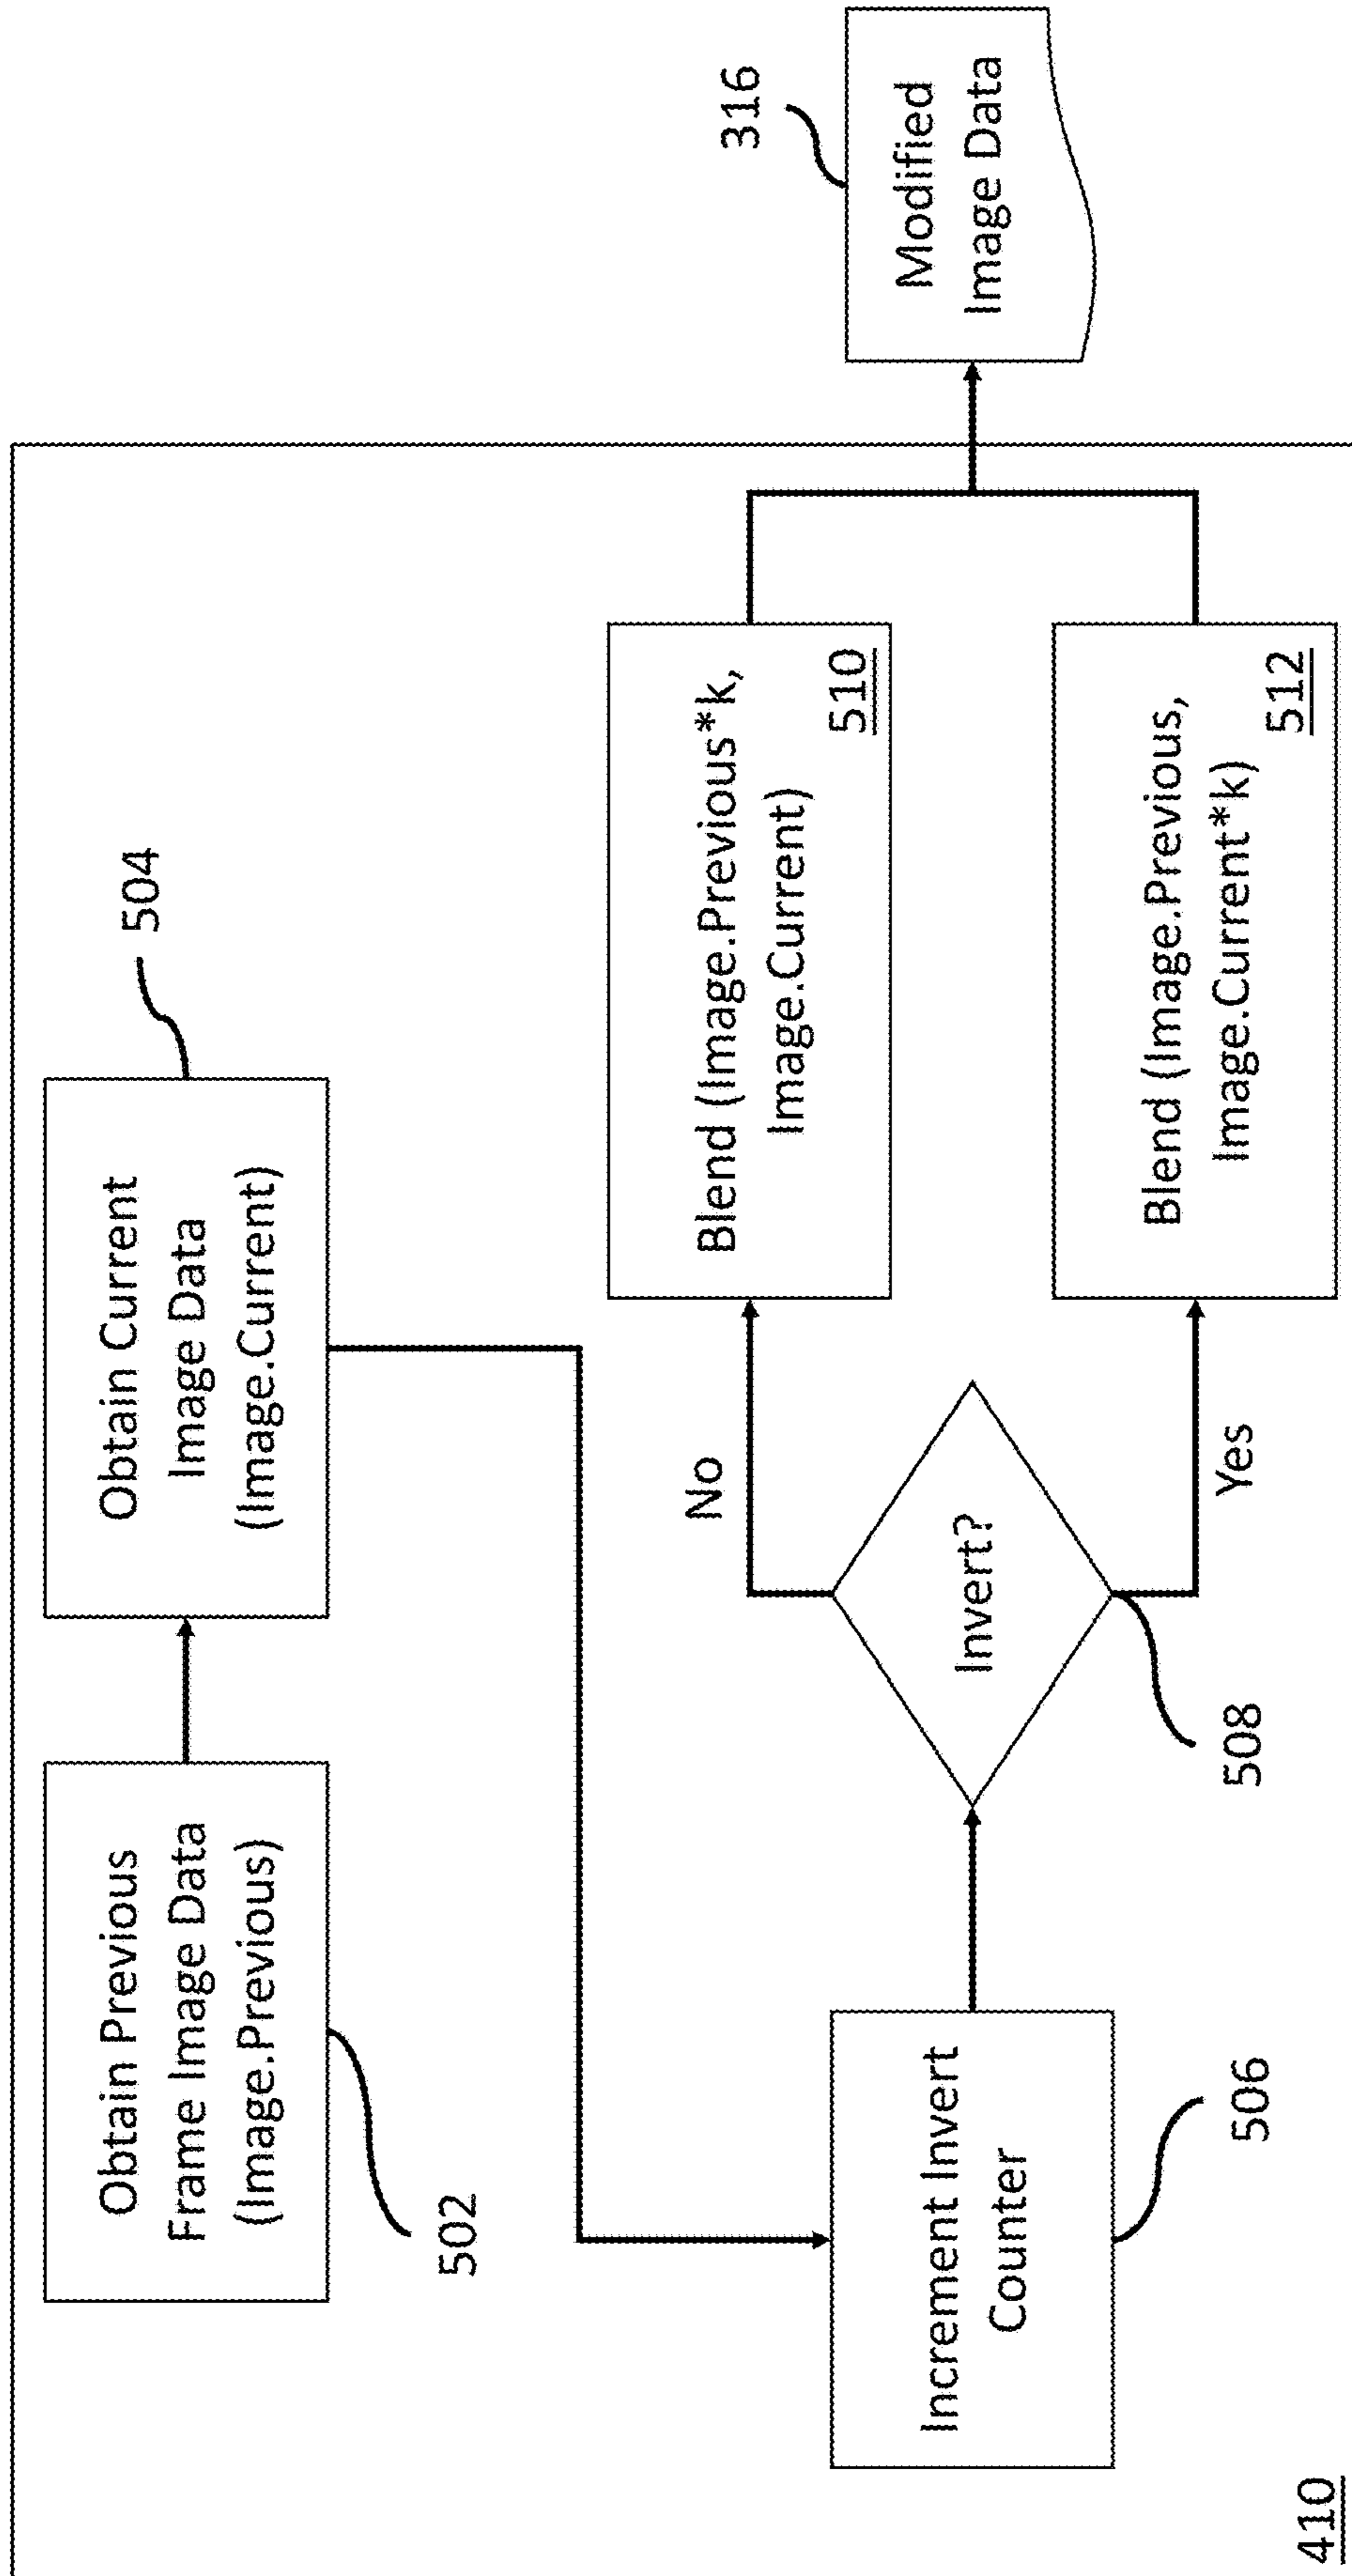 Obtain Previous
Frame Image Data
(Image.Previous)
502
Obtain Current
Image Data
(Image.Current)
504
Increment Invert
Counter
506
Invert?
508
No
Yes
Blend (Image.Previous*k,
Image.Current)
510
Blend (Image.Previous,
Image.Current*k)
512
316
Modified
Image Data
410